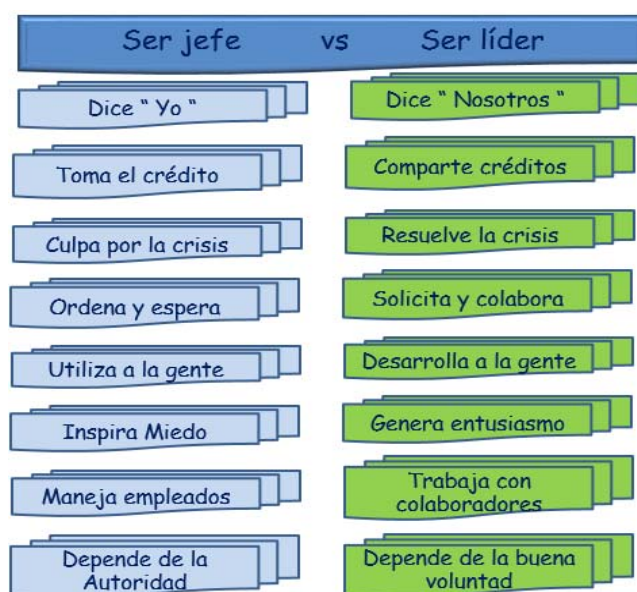 Ser jefe vs Ser líder
Dice “ Yo “
Dice “ Nosotros “
Toma el crédito
Comparte créditos
Culpa por la crisis
Resuelve la crisis
Ordena y espera
Solicita y colabora
Utiliza a la gente
Desarrolla a la gente
Inspira Miedo
Genera entusiasmo
Maneja empleados
Trabaja con
colaboradores
Depende de la
Autoridad
Depende de la buena
voluntad